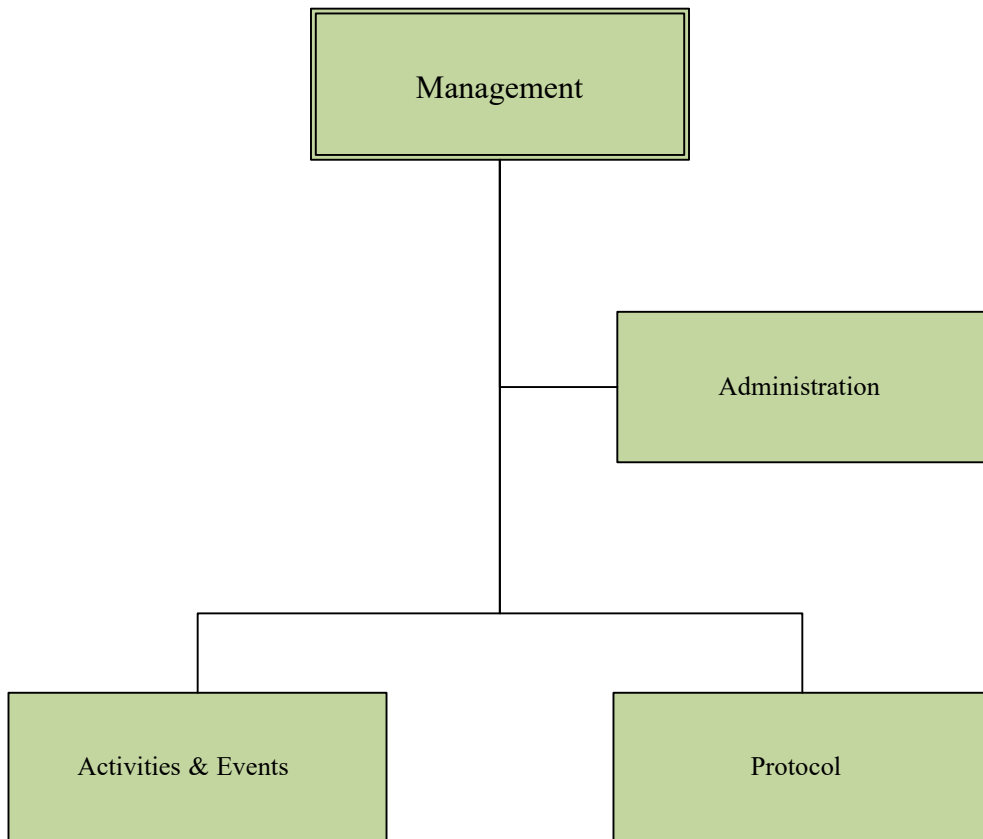 Management
Administration
Activities & Events
Protocol